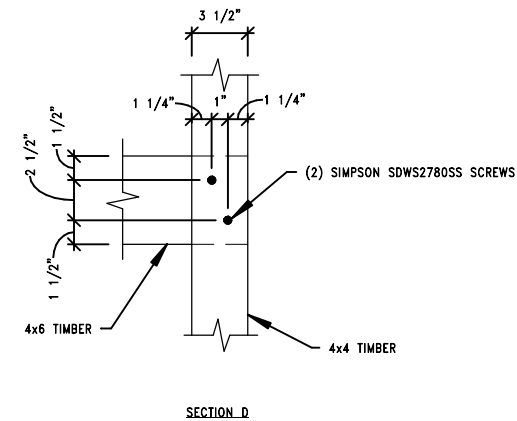 3 1/2"
1 1/4" 1" 1 1/4"
1 1/2"
2 1/2"
1 1/2"
(2) SIMPSON SDWS2780SS SCREWS
4x6 TIMBER
4x4 TIMBER
SECTION D